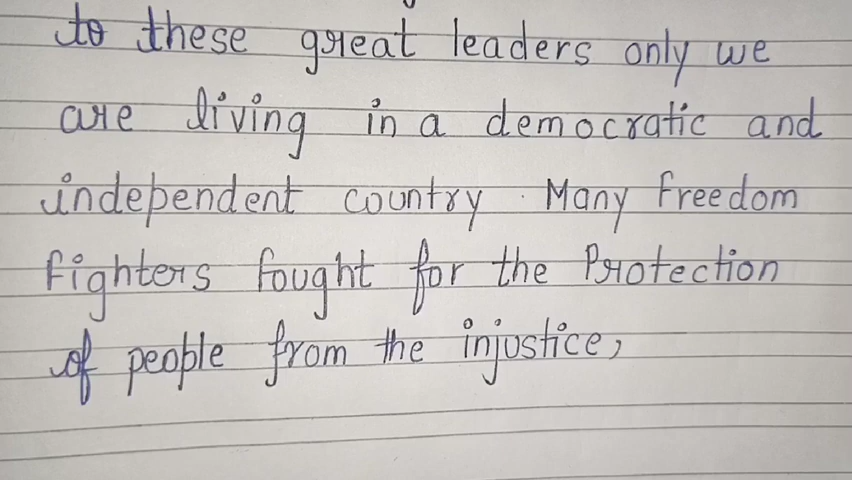 to these great leaders only we
are living in a democratic and
independent country. Many Freedom
Fighters Fought for the Protection
of people from the injustice,